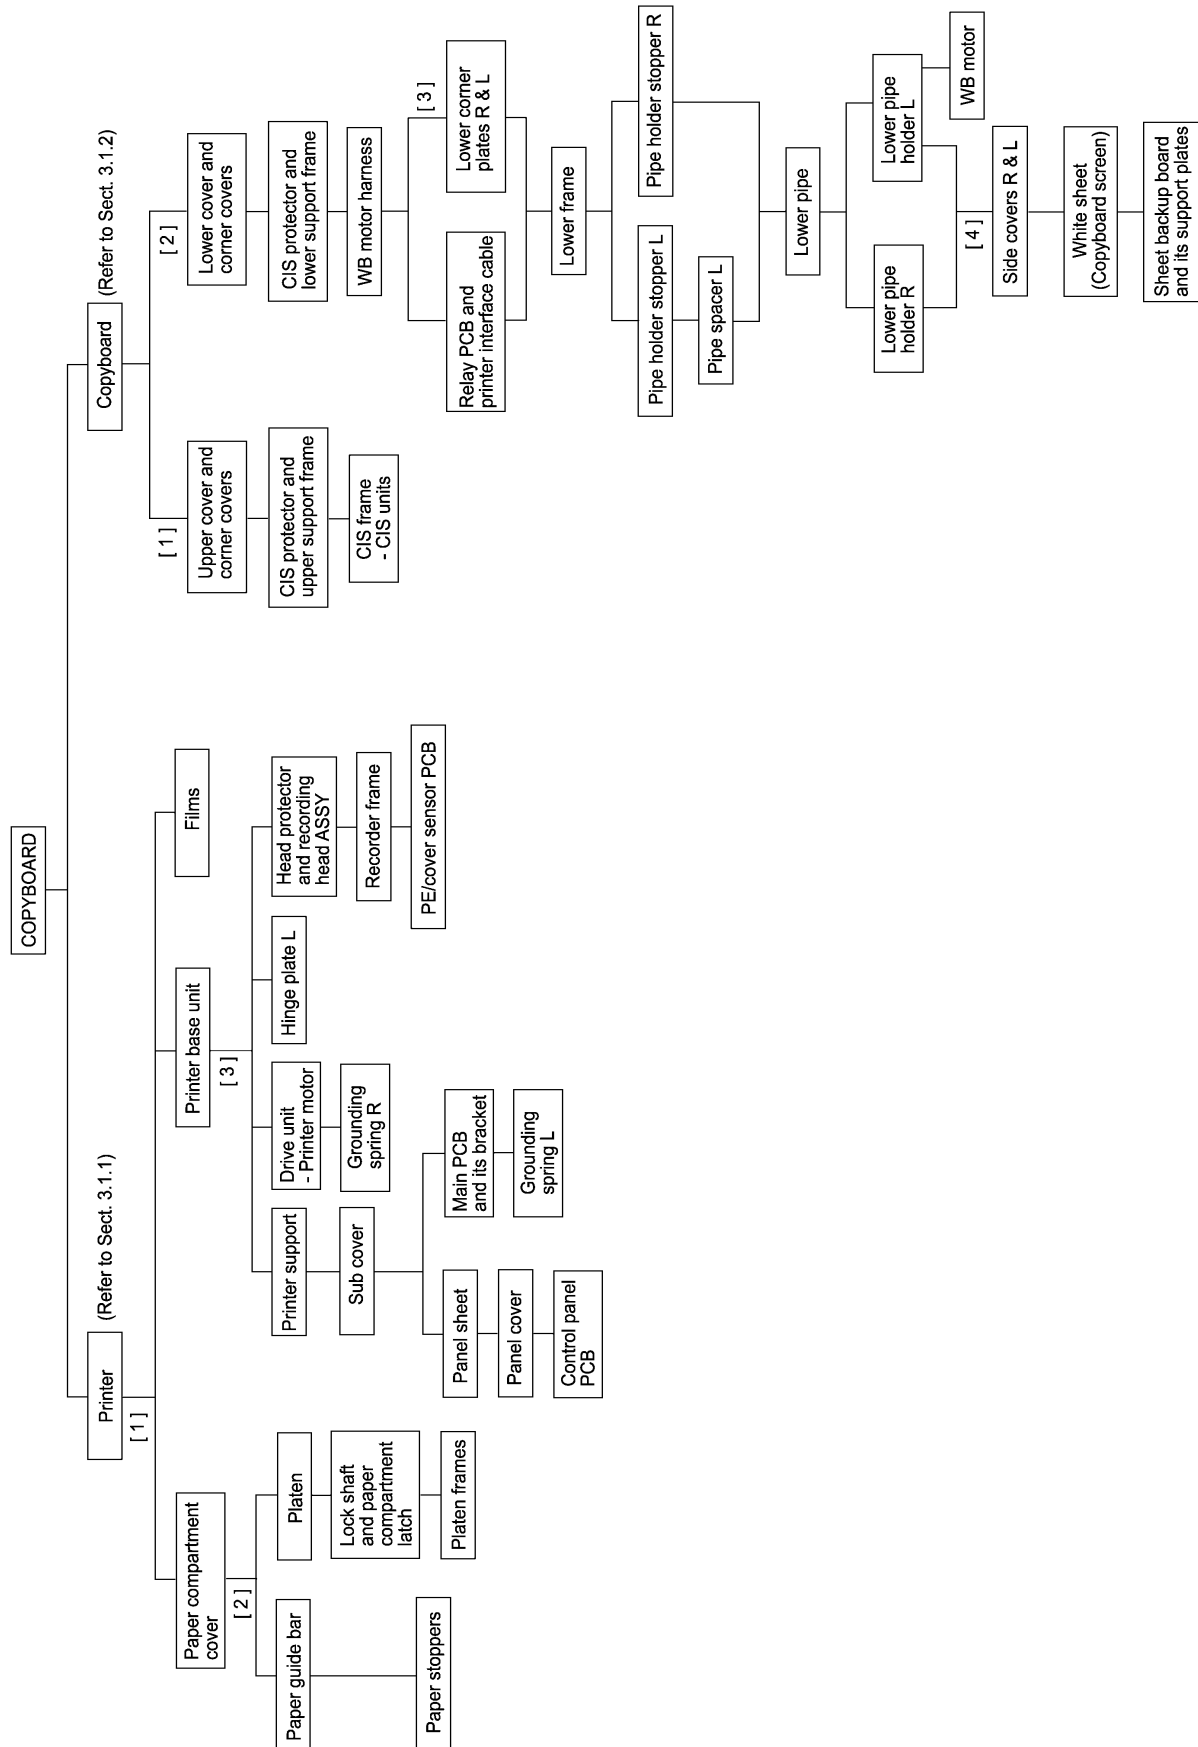 COPYBOARD
Printer
(Refer to Sect. 3.1.1)
[ 1 ]
Paper compartment
cover
[ 2 ]
Paper guide bar
Paper stoppers
Platen
Lock shaft
and paper
compartment
latch
Platen frames
Printer base unit
[ 3 ]
Printer support
Sub cover
Panel sheet
Panel cover
Control panel
PCB
Main PCB
and its bracket
Grounding
spring L
Drive unit
- Printer motor
Grounding
spring R
Hinge plate L
Head protector
and recording
head ASSY
Recorder frame
PE/cover sensor PCB
Films
Copyboard
(Refer to Sect. 3.1.2)
[ 1 ]
Upper cover and
corner covers
CIS protector and
upper support frame
CIS frame
- CIS units
[ 2 ]
Lower cover and
corner covers
CIS protector and
lower support frame
WB motor harness
Relay PCB and
printer interface cable
[ 3 ]
Lower corner
plates R & L
Lower frame
Pipe holder stopper L
Pipe spacer L
Pipe holder stopper R
Lower pipe
Lower pipe
holder R
Lower pipe
holder L
WB motor
[ 4 ]
Side covers R & L
White sheet
(Copyboard screen)
Sheet backup board
and its support plates